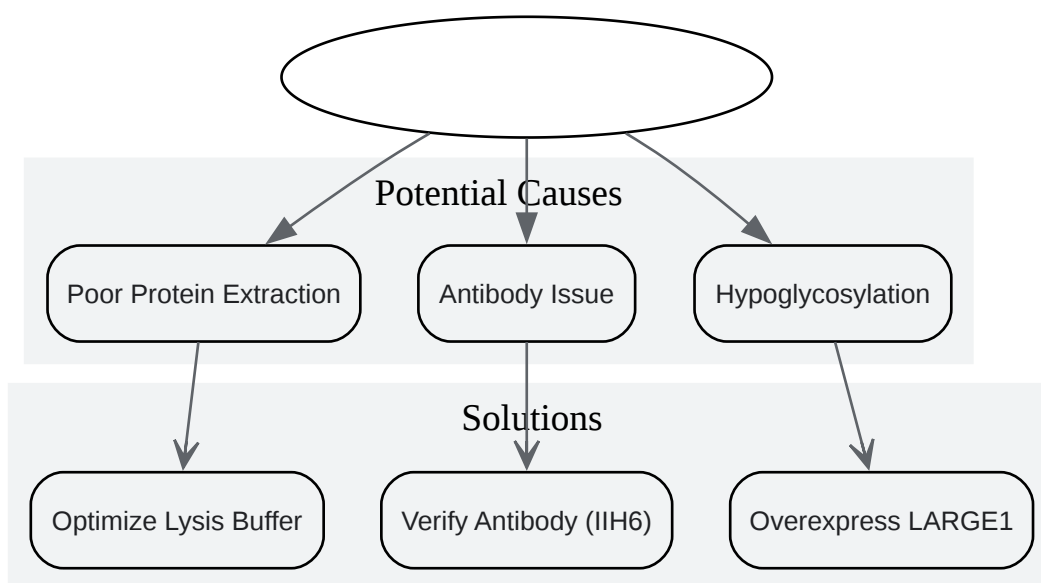 Potential Causes
Poor Protein Extraction
Antibody Issue
Hypoglycosylation
Solutions
Optimize Lysis Buffer
Verify Antibody (IIH6)
Overexpress LARGE1